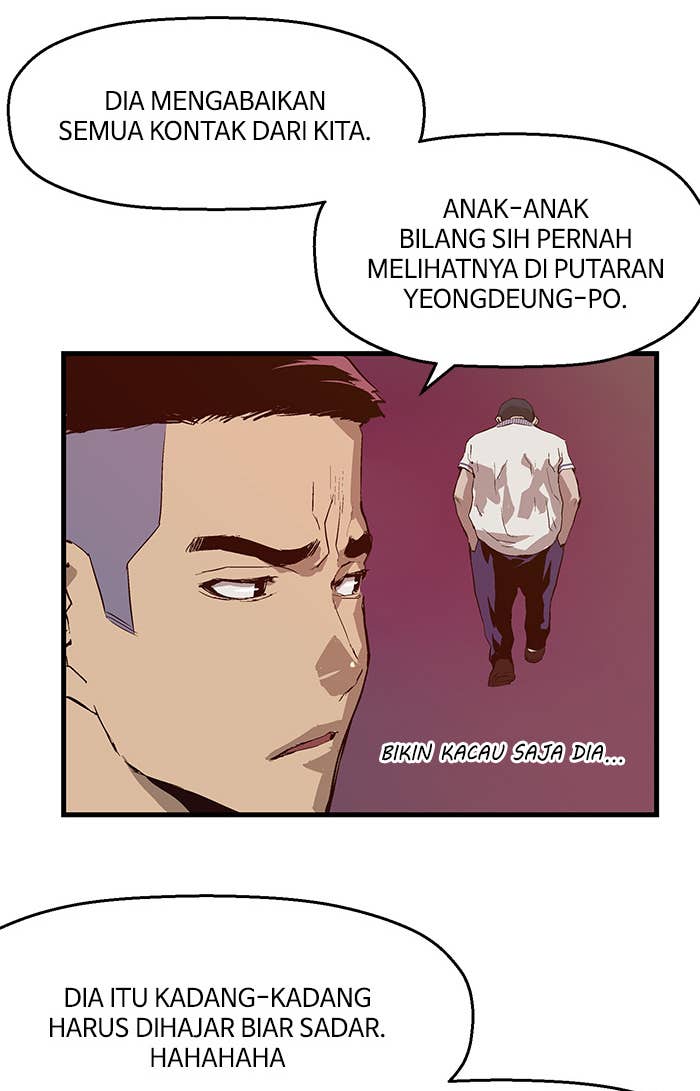 DIA MENGABAIKAN
SEMUA KONTAK DARI KITA.
ANAK-ANAK
BILANG SIH PERNAH
MELIHATNYA DI PUTARAN
YEONGDEUNG-PO.
BIKIN KACAU SAJA DIA...
DIA ITU KADANG-KADANG
HARUS DIHAJAR BIAR SADAR.
HAHAHAHA